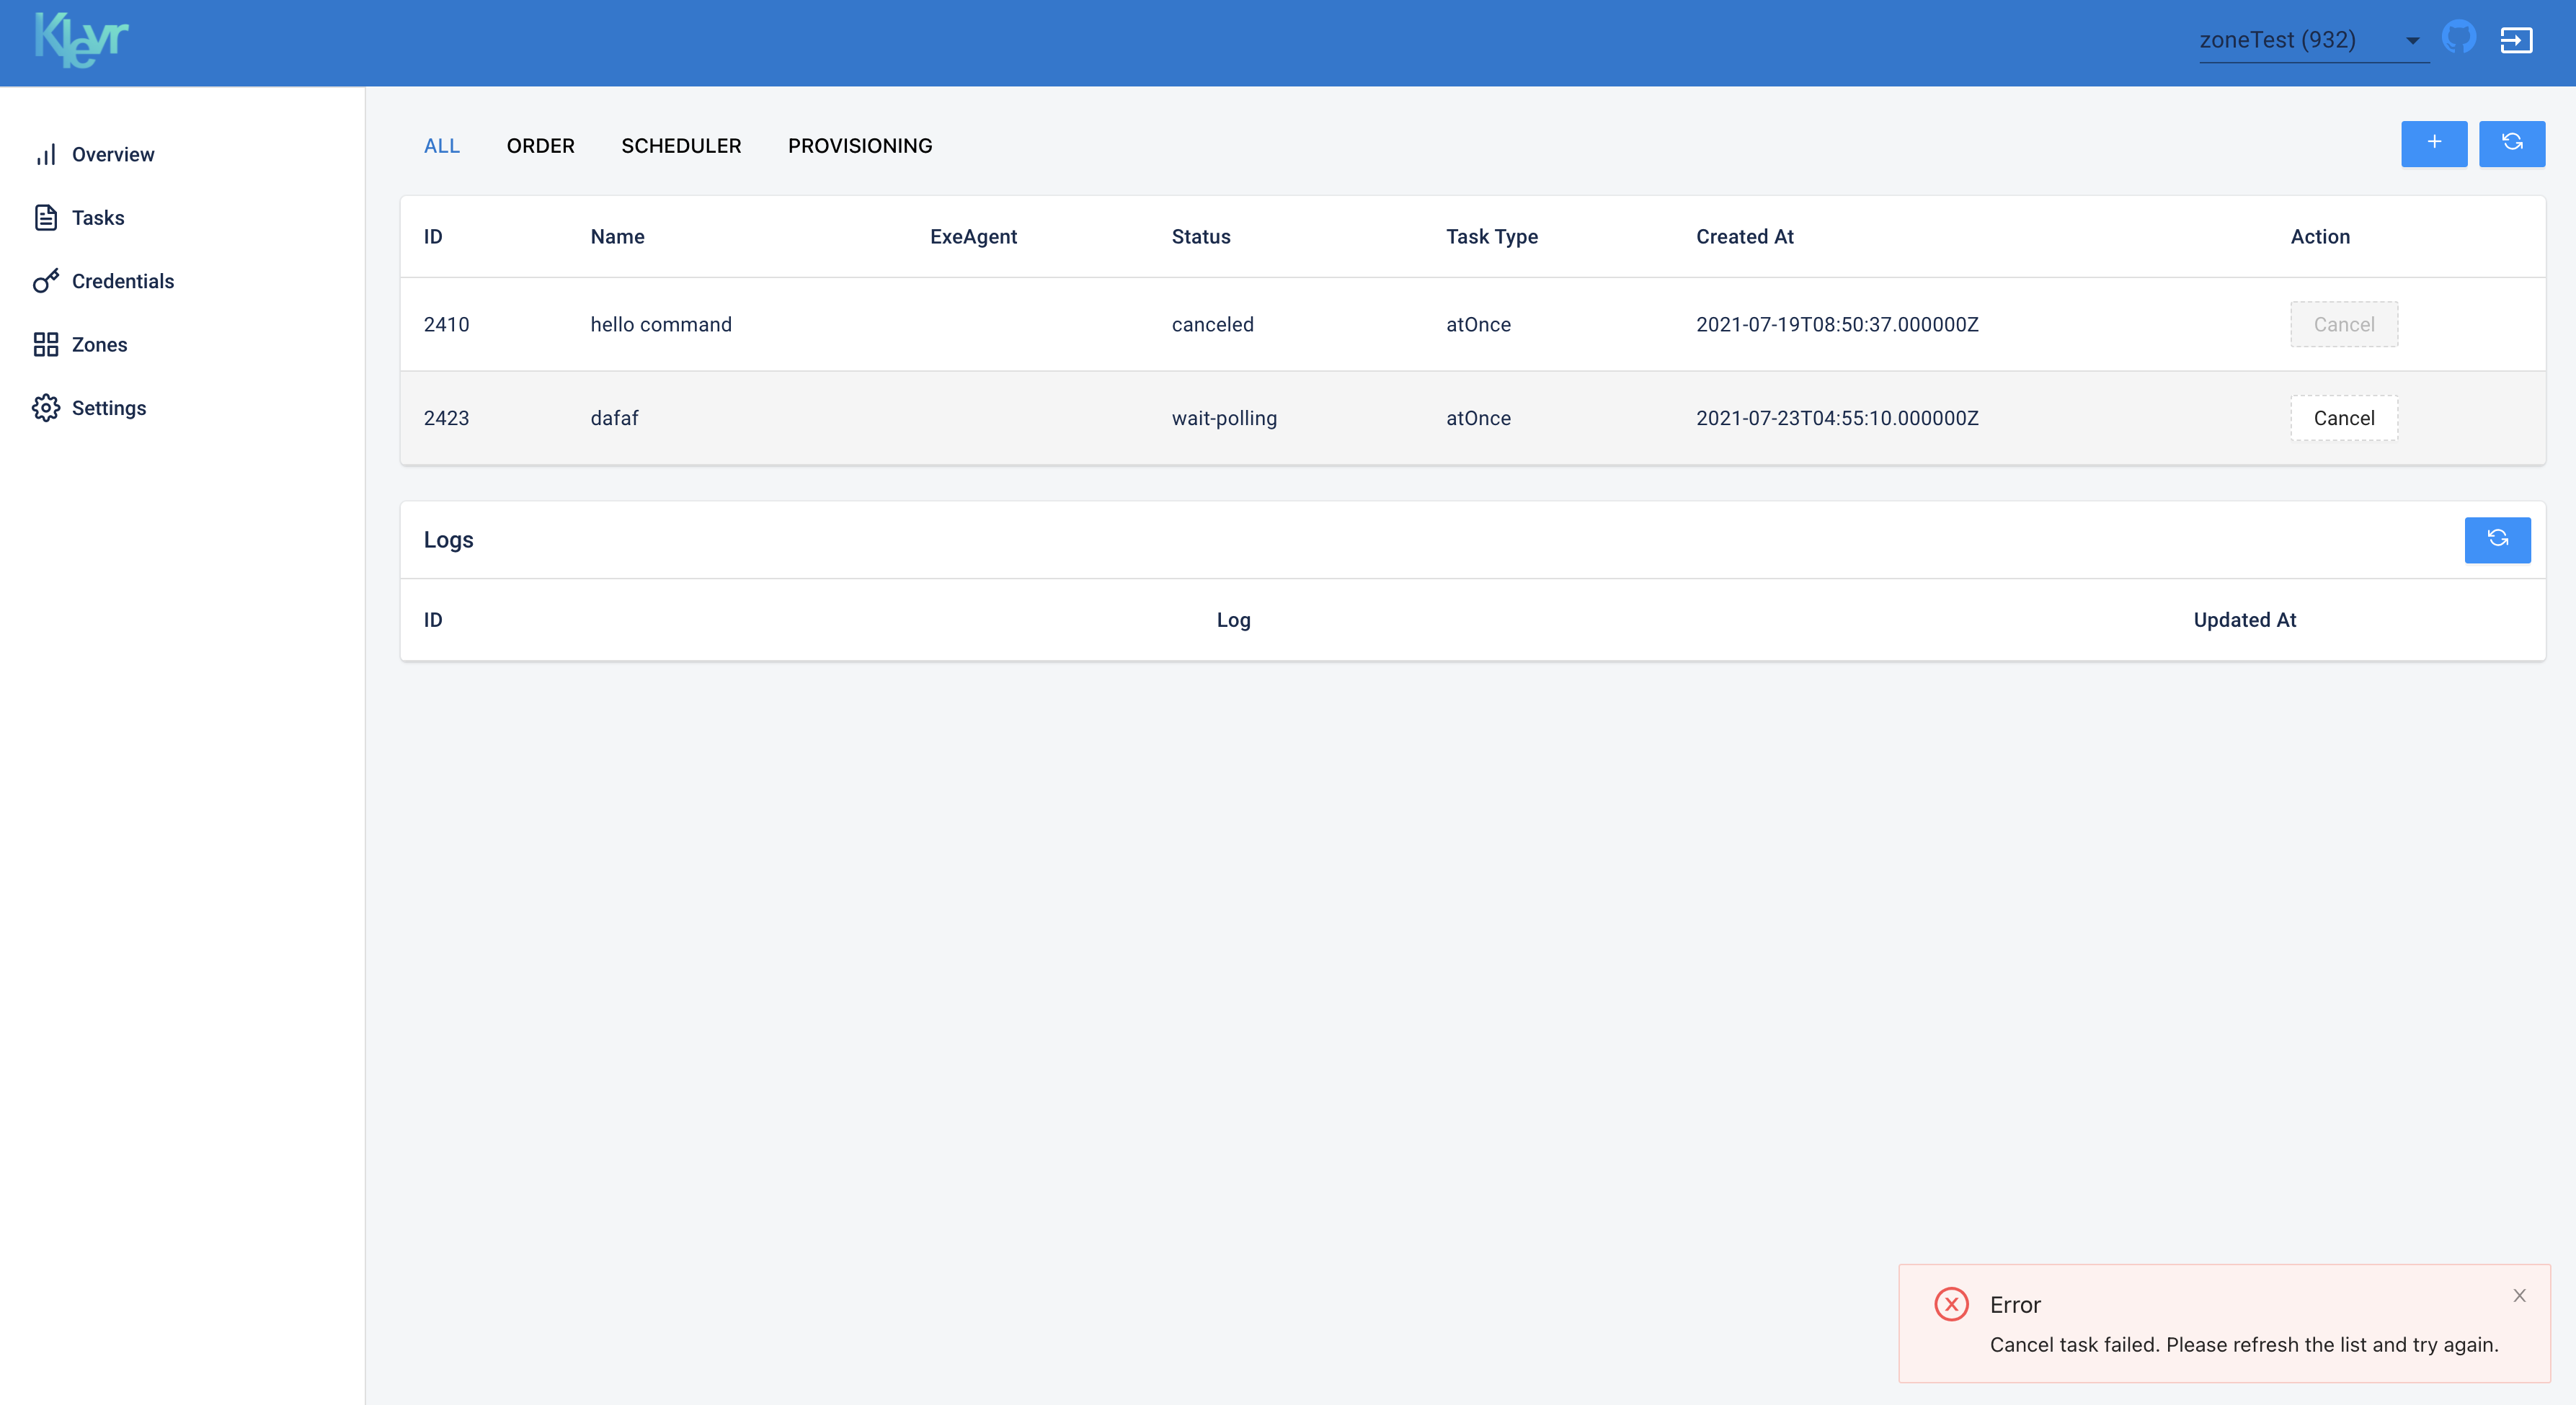 Klevr
zoneTest (932)
Overview
Tasks
Credentials
Zones
Settings
ALL ORDER SCHEDULER PROVISIONING
ID Name ExeAgent Status Task Type Created At Action
2410 hello command canceled atOnce 2021-07-19T08:50:37.000000Z Cancel
2423 dafaf wait-polling atOnce 2021-07-23T04:55:10.000000Z Cancel
Logs
ID Log Updated At
Error
Cancel task failed. Please refresh the list and try again.